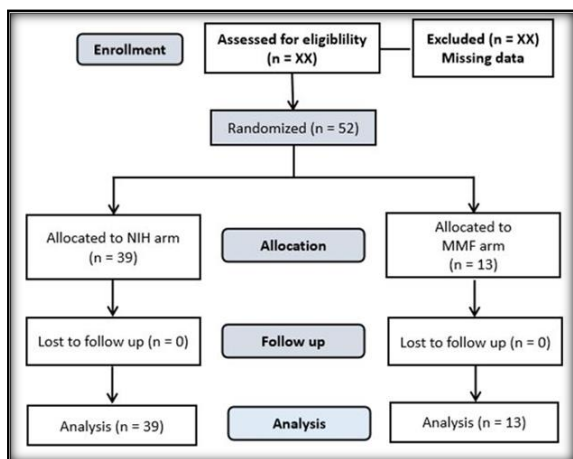 Enrollment
Assessed for eligiblility
(n = XX)
Excluded (n = XX)
Missing data
Randomized (n = 52)
Allocated to NIH arm
(n = 39)
Allocation
Allocated to
MMF arm
(n = 13)
Lost to follow up (n = 0)
Follow up
Lost to follow up (n = 0)
Analysis (n = 39)
Analysis
Analysis (n = 13)